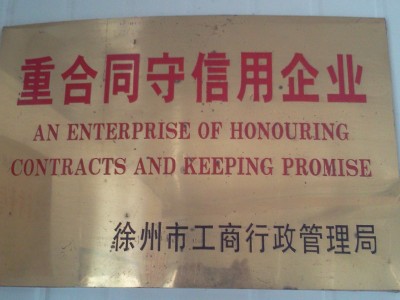 重合同守信用企业
AN ENTERPRISE OF HONOURING
CONTRACTS AND KEEPING PROMISE
徐州市工商行政管理局